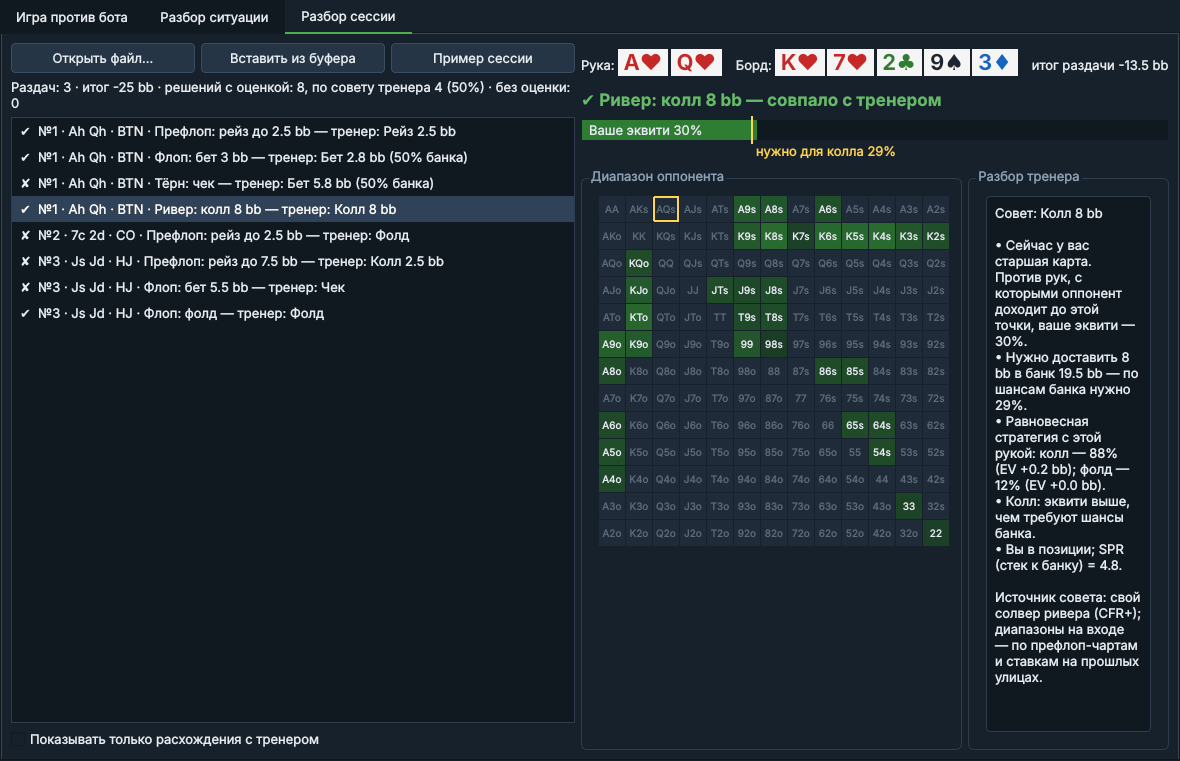 Игра против бота Разбор ситуации Разбор сессии
Открыть файл... Вставить из буфера Пример сессии
Раздач: 3 · итог -25 bb · решений с оценкой: 8, по совету тренера 4 (50%) · без оценки:
0
✔ №1 · Ah Qh · BTN · Префлоп: рейз до 2.5 bb — тренер: Рейз 2.5 bb
✔ №1 · Ah Qh · BTN · Флоп: бет 3 bb — тренер: Бет 2.8 bb (50% банка)
✘ №1 · Ah Qh · BTN · Тёрн: чек — тренер: Бет 5.8 bb (50% банка)
✔ №1 · Ah Qh · BTN · Ривер: колл 8 bb — тренер: Колл 8 bb
✘ №2 · 7c 2d · CO · Префлоп: рейз до 2.5 bb — тренер: Фолд
✘ №3 · Js Jd · HJ · Префлоп: рейз до 7.5 bb — тренер: Колл 2.5 bb
✘ №3 · Js Jd · HJ · Флоп: бет 5.5 bb — тренер: Чек
✔ №3 · Js Jd · HJ · Флоп: фолд — тренер: Фолд
Показывать только расхождения с тренером
Рука: A♥ Q♥ Борд: K♥ 7♥ 2♣ 9♠ 3♦ итог раздачи -13.5 bb
✔ Ривер: колл 8 bb — совпало с тренером
Ваше эквити 30%
нужно для колла 29%
Диапазон оппонента
AA AKs AQs AJs ATs A9s A8s A7s A6s A5s A4s A3s A2s
AKo KK KQs KJs KTs K9s K8s K7s K6s K5s K4s K3s K2s
AQo KQo QQ QJs QTs Q9s Q8s Q7s Q6s Q5s Q4s Q3s Q2s
AJo KJo QJo JJ JTs J9s J8s J7s J6s J5s J4s J3s J2s
ATo KTo QTo JTo TT T9s T8s T7s T6s T5s T4s T3s T2s
A9o K9o Q9o J9o T9o 99 98s 97s 96s 95s 94s 93s 92s
A8o K8o Q8o J8o T8o 98o 88 87s 86s 85s 84s 83s 82s
A7o K7o Q7o J7o T7o 97o 87o 77 76s 75s 74s 73s 72s
A6o K6o Q6o J6o T6o 96o 86o 76o 66 65s 64s 63s 62s
A5o K5o Q5o J5o T5o 95o 85o 75o 65o 55 54s 53s 52s
A4o K4o Q4o J4o T4o 94o 84o 74o 64o 54o 44 43s 42s
A3o K3o Q3o J3o T3o 93o 83o 73o 63o 53o 43o 33 32s
A2o K2o Q2o J2o T2o 92o 82o 72o 62o 52o 42o 32o 22
Разбор тренера
Совет: Колл 8 bb
• Сейчас у вас
старшая карта.
Против рук, с
которыми оппонент
доходит до этой
точки, ваше эквити —
30%.
• Нужно доставить 8
bb в банк 19.5 bb — по
шансам банка нужно
29%.
• Равновесная
стратегия с этой
рукой: колл — 88%
(EV +0.2 bb); фолд —
12% (EV +0.0 bb).
• Колл: эквити выше,
чем требуют шансы
банка.
• Вы в позиции; SPR
(стек к банку) = 4.8.
Источник совета: свой
солвер ривера (CFR+);
диапазоны на входе
— по префлоп-чартам
и ставкам на прошлых
улицах.